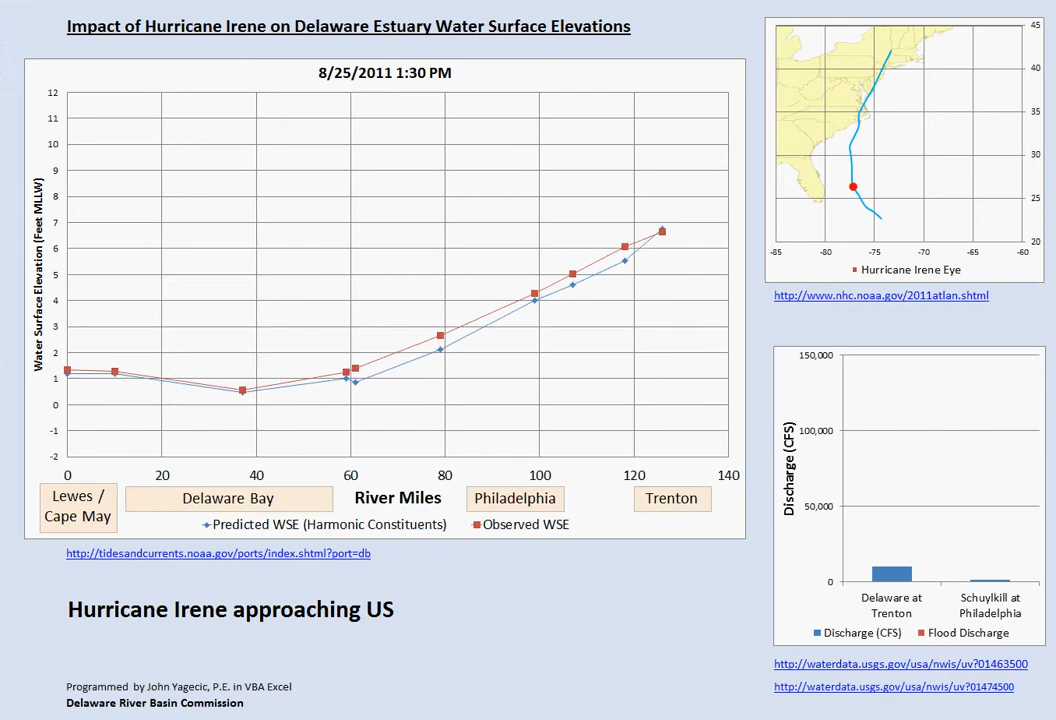 Impact of Hurricane Irene on Delaware Estuary Water Surface Elevations
8/25/2011 1:30 PM
Water Surface Elevation (Feet MLLW)
12
11
10
9
8
7
6
5
4
3
2
1
0
-1
-2
0 20 40 60 80 100 120 140
Lewes /
Cape May
Delaware Bay
River Miles
Philadelphia
Trenton
Predicted WSE (Harmonic Constituents) Observed WSE
http://tidesandcurrents.noaa.gov/ports/index.shtml?port=db
Hurricane Irene approaching US
Programmed by John Yagecic, P.E. in VBA Excel
Delaware River Basin Commission
45
40
35
30
25
20
-85 -80 -75 -70 -65 -60
Hurricane Irene Eye
http://www.nhc.noaa.gov/2011atlan.shtml
Discharge (CFS)
150,000
100,000
50,000
0
Delaware at
Trenton
Schuylkill at
Philadelphia
Discharge (CFS) Flood Discharge
http://waterdata.usgs.gov/usa/nwis/uv?01463500
http://waterdata.usgs.gov/usa/nwis/uv?01474500